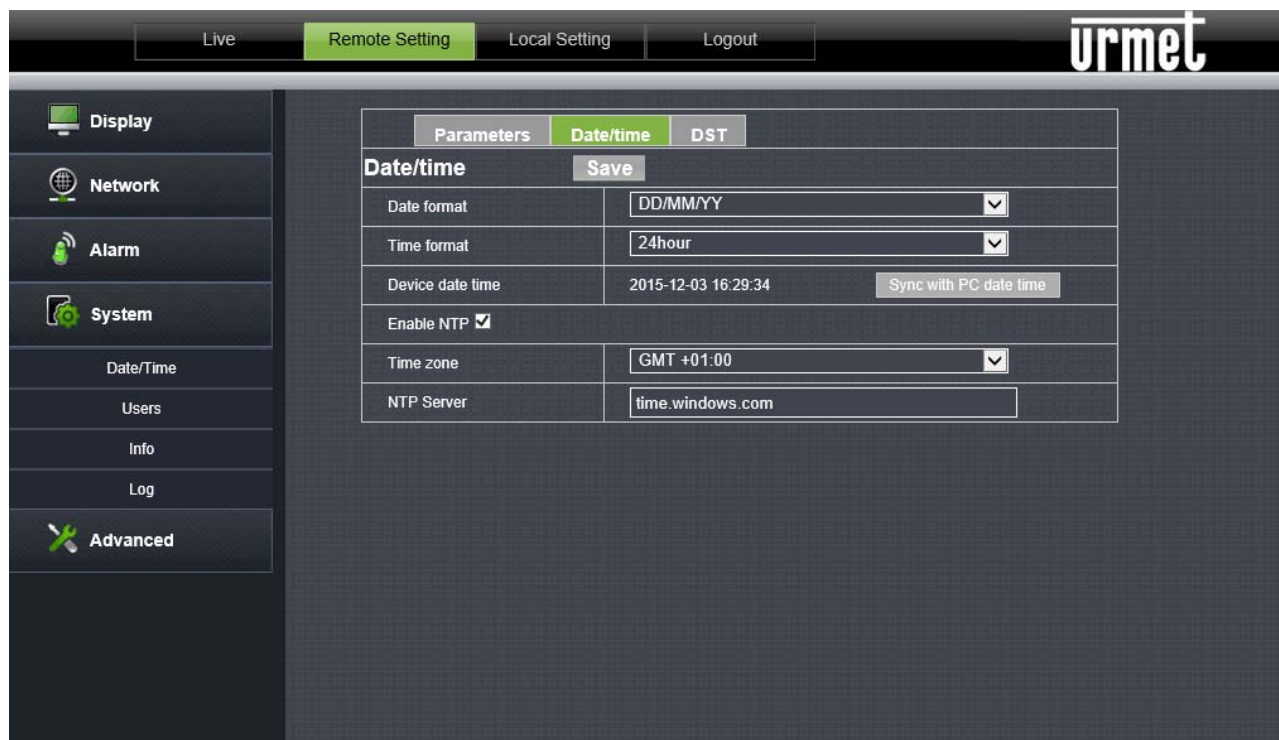 Live Remote Setting Local Setting Logout
urmet
Display
Network
Alarm
System
Date/Time
Users
Info
Log
Advanced
Parameters Date/time DST
Date/time Save
Date format DD/MM/YY
Time format 24hour
Device date time 2015-12-03 16:29:34 Sync with PC date time
Enable NTP
Time zone GMT +01:00
NTP Server time.windows.com